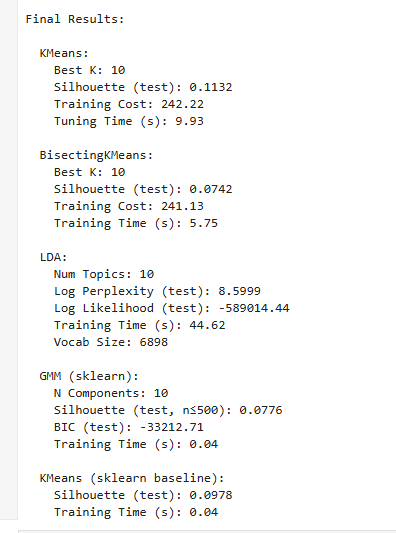 Final Results:
KMeans:
Best K: 10
Silhouette (test): 0.1132
Training Cost: 242.22
Tuning Time (s): 9.93
BisectingKMeans:
Best K: 10
Silhouette (test): 0.0742
Training Cost: 241.13
Training Time (s): 5.75
LDA:
Num Topics: 10
Log Perplexity (test): 8.5999
Log Likelihood (test): -589014.44
Training Time (s): 44.62
Vocab Size: 6898
GMM (sklearn):
N Components: 10
Silhouette (test, n≤500): 0.0776
BIC (test): -33212.71
Training Time (s): 0.04
KMeans (sklearn baseline):
Silhouette (test): 0.0978
Training Time (s): 0.04